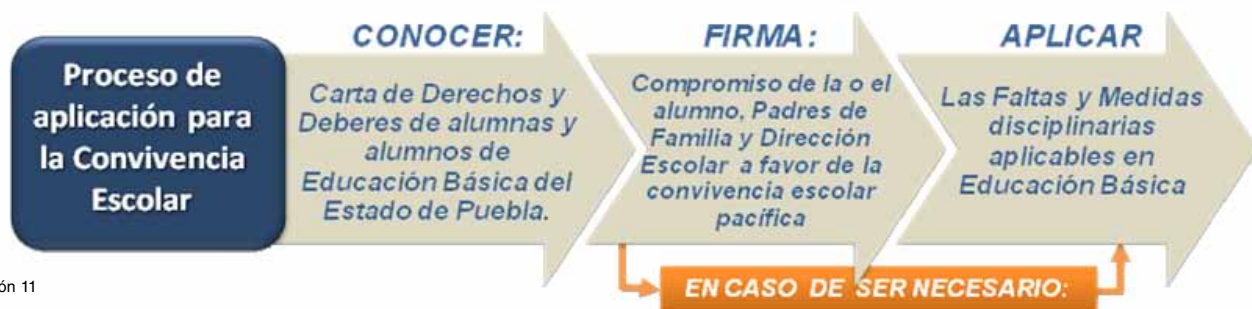 Proceso de
aplicación para
la Convivencia
Escolar
CONOCER:
Carta de Derechos y
Deberes de alumnas y
alumnos de
Educación Básica del
Estado de Puebla.
FIRMA:
Compromiso de la o el
alumno, Padres de
Familia y Dirección
Escolar a favor de la
convivencia escolar
pacífica
APLICAR
Las Faltas y Medidas
disciplinarias
aplicables en
Educación Básica
EN CASO DE SER NECESARIO:
ón 11